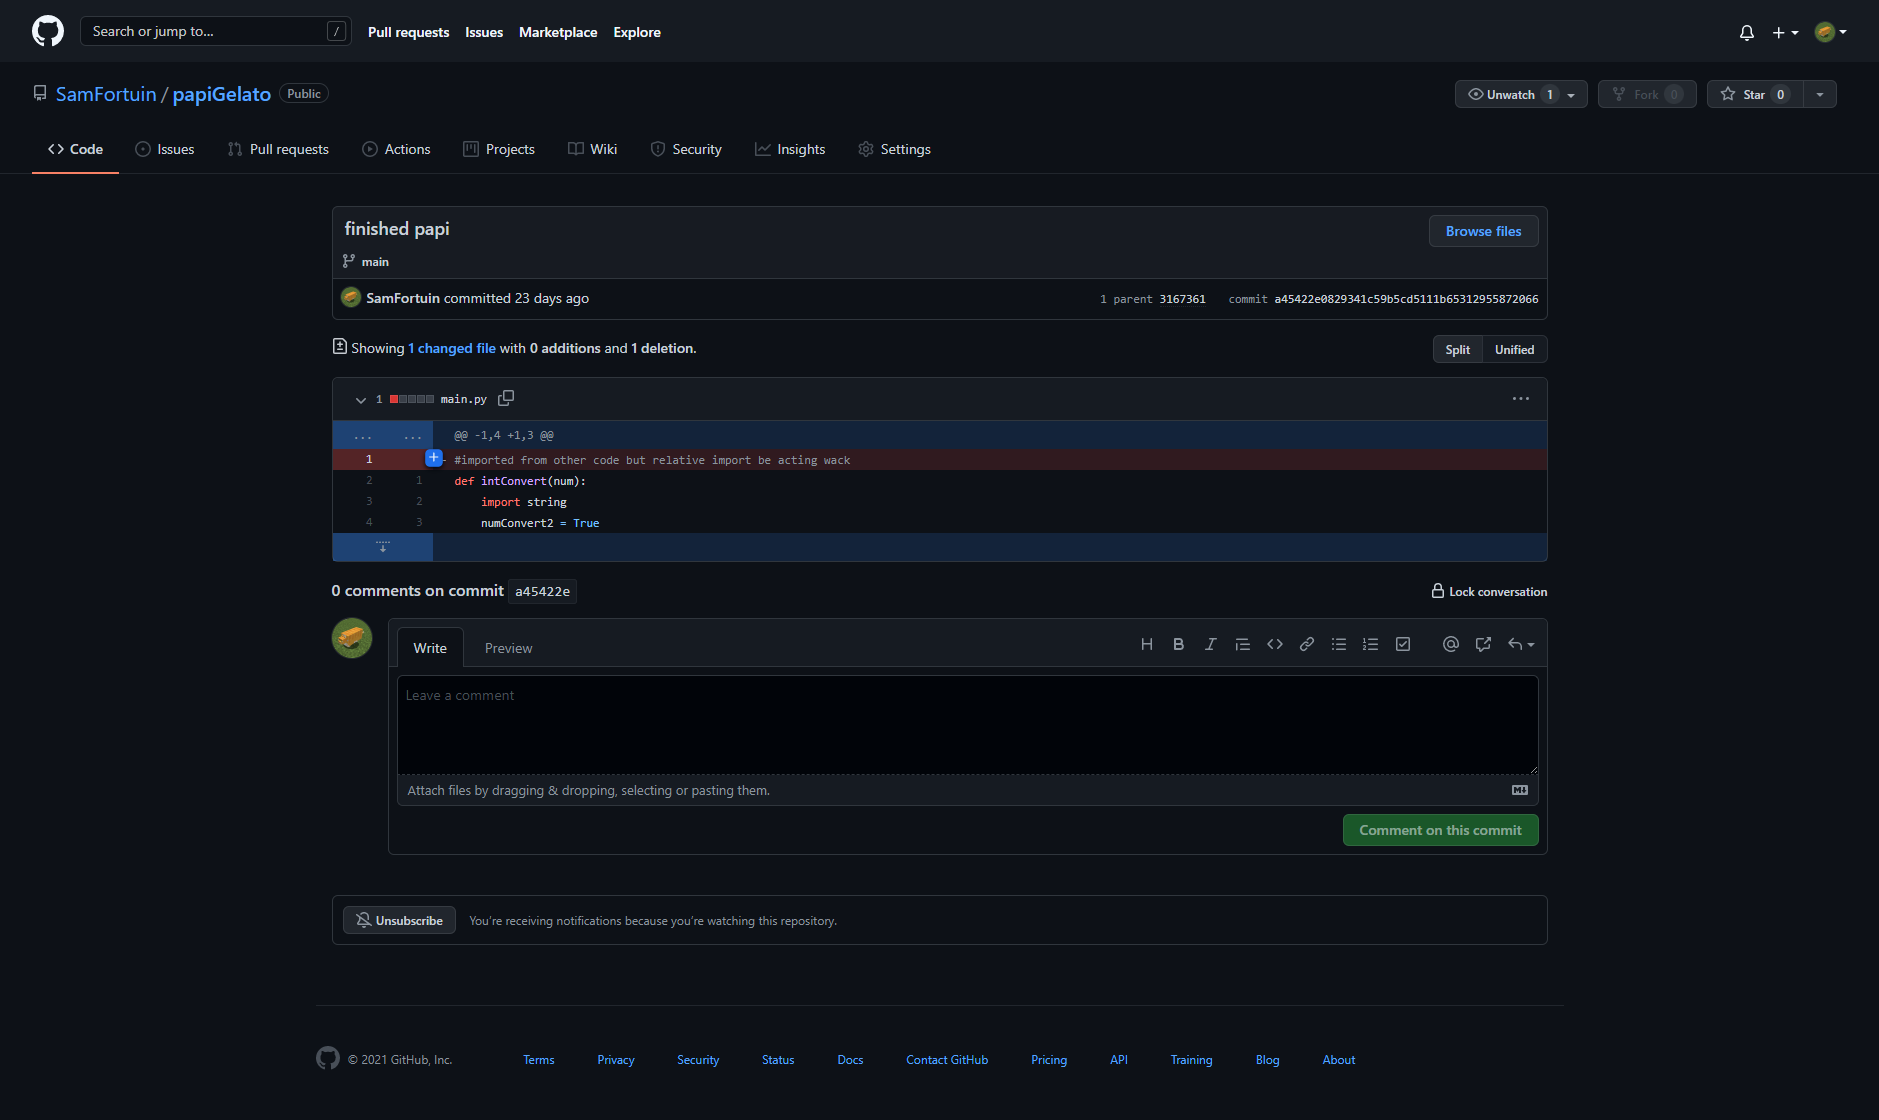 Search or jump to... /
Pull requests Issues Marketplace Explore
SamFortuin / papiGelato Public
Unwatch 1 Fork 0 Star 0
Code Issues Pull requests Actions Projects Wiki Security Insights Settings
finished papi
Browse files
main
SamFortuin committed 23 days ago
1 parent 3167361 commit a45422e0829341c59b5cd5111b65312955872066
Showing 1 changed file with 0 additions and 1 deletion.
Split Unified
1 main.py ...
... ... @@ -1,4 +1,3 @@
1 + - #imported from other code but relative import be acting wack
2 1 def intConvert(num):
3 2 import string
4 3 numConvert2 = True
0 comments on commit a45422e
Lock conversation
Write Preview
Leave a comment
Attach files by dragging & dropping, selecting or pasting them.
Comment on this commit
Unsubscribe You're receiving notifications because you're watching this repository.
© 2021 GitHub, Inc. Terms Privacy Security Status Docs Contact GitHub Pricing API Training Blog About